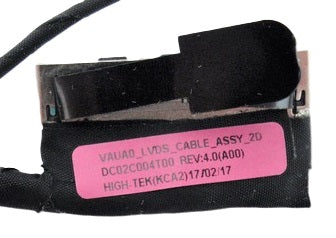 VAUA0_LVDS_CABLE_ASSY_2D
DC02C004T00 REV:4.0(A00)
HIGH-TEK(KCA2)17/02/17